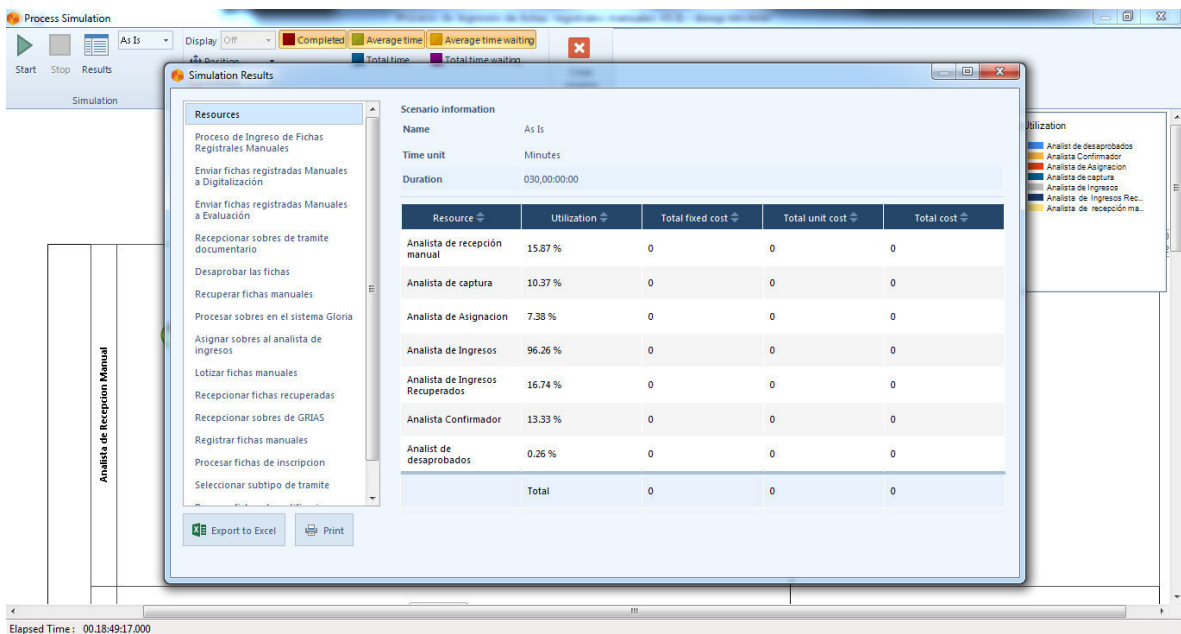 Process Simulation
As Is
Display Off
Completed
Average time
Average time waiting
Position
Total time
Total time waiting
Start Stop Results
Simulation
Simulation Results
Resources
Proceso de Ingreso de Fichas
Registrales Manuales
Enviar fichas registradas Manuales
a Digitalización
Enviar fichas registradas Manuales
a Evaluación
Recepcionar sobres de tramite
documentario
Desaprobar las fichas
Recuperar fichas manuales
Procesar sobres en el sistema Gloria
Asignar sobres al analista de
ingresos
Lotizar fichas manuales
Recepcionar fichas recuperadas
Recepcionar sobres de GRIAS
Registrar fichas manuales
Procesar fichas de inscripcion
Seleccionar subtipo de tramite
Export to Excel
Print
Scenario information
Name As Is
Time unit Minutes
Duration 030,00:00:00
Resource Utilization Total fixed cost Total unit cost Total cost
Analista de recepción
manual 15.87 % 0 0 0
Analista de captura 10.37 % 0 0 0
Analista de Asignacion 7.38 % 0 0 0
Analista de Ingresos 96.26 % 0 0 0
Analista de Ingresos
Recuperados 16.74 % 0 0 0
Analista Confirmador 13.33 % 0 0 0
Analist de
desaprobados 0.26 % 0 0 0
Total 0 0 0
Utilization
Analist de desaprobados
Analista Confirmador
Analista de Asignacion
Analista de captura
Analista de Ingresos
Analista de Ingresos Rec...
Analista de recepción ma...
Analista de Recepcion Manual
Elapsed Time : 00.18:49:17.000